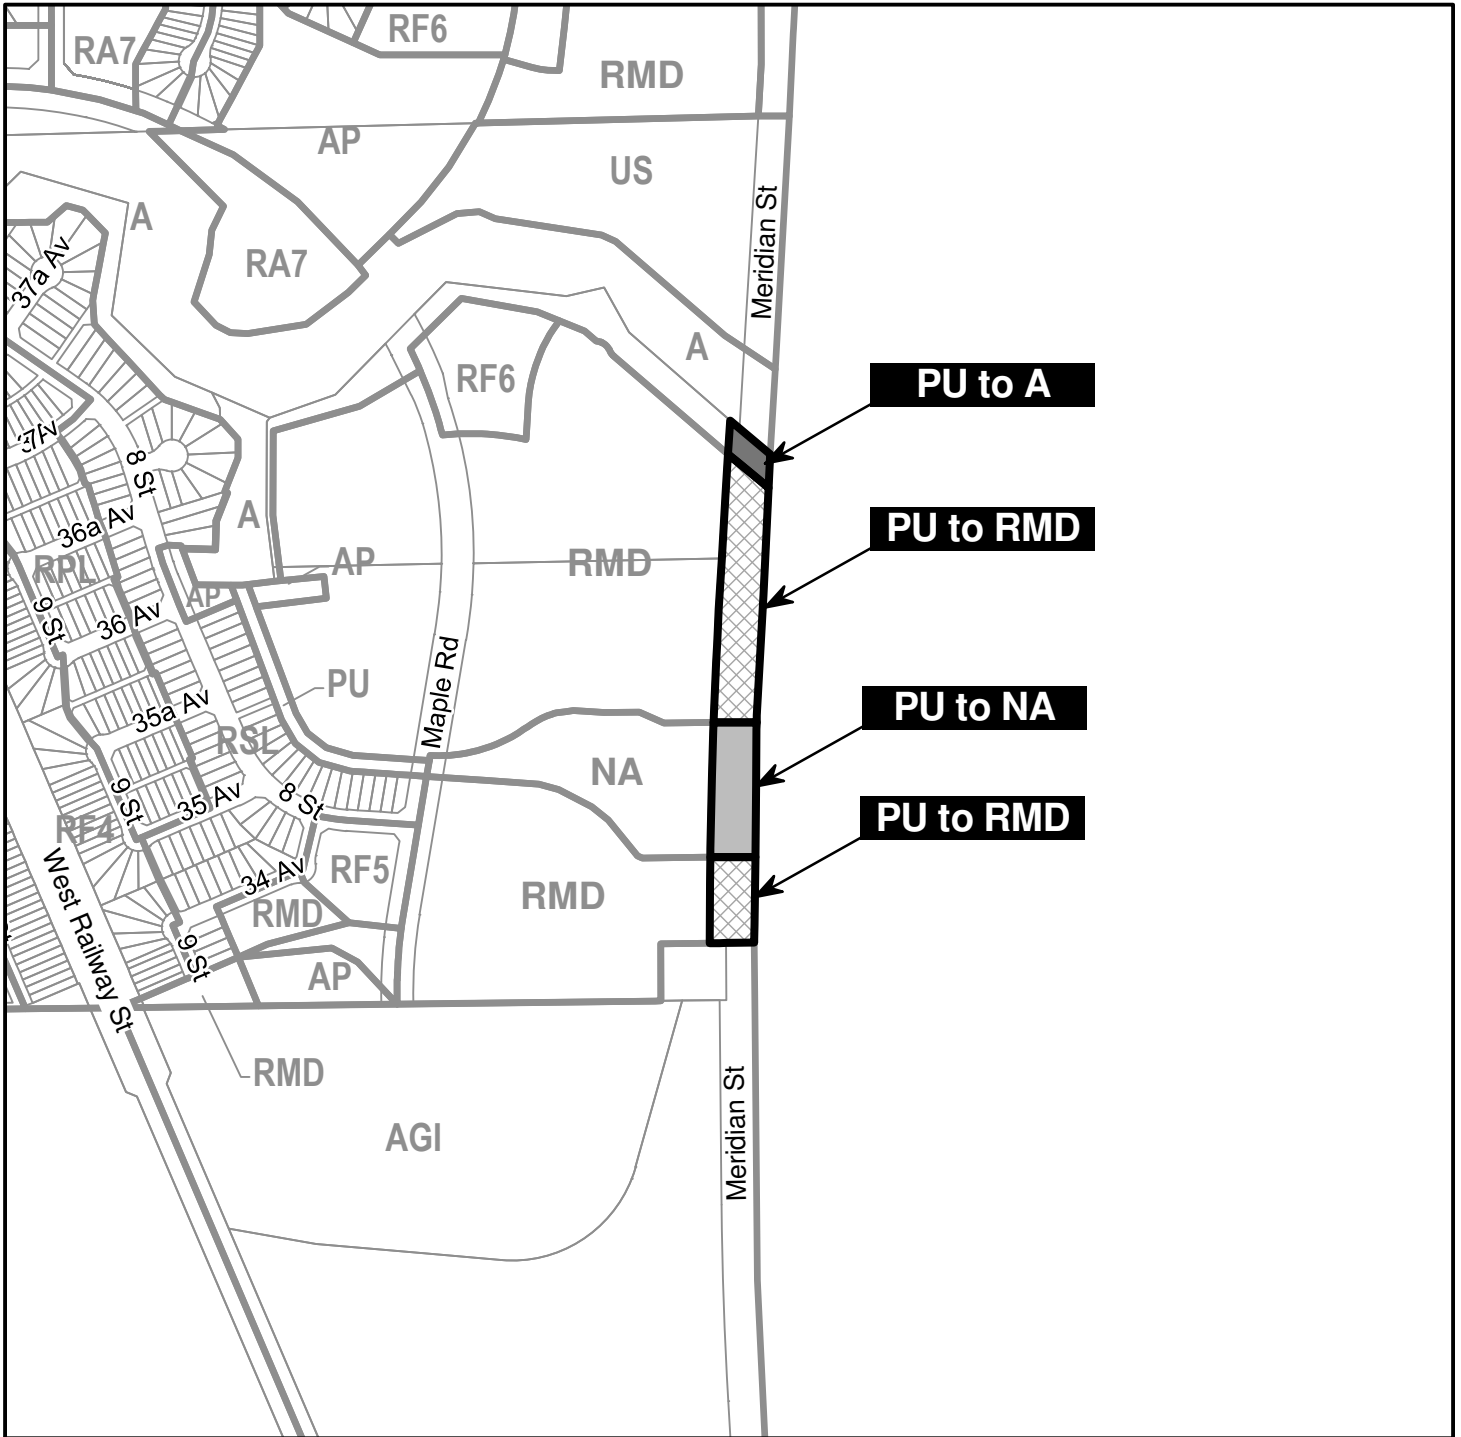 RF6
RA7
RMD
AP
US
A
Meridian St
37a Av
RA7
A
RF6
PU to A
37Av
8 St
A
36a Av
PU to RMD
RPL
AP
RMD
AP
9 St
36 Av
PU
Maple Rd
PU to NA
35a Av
RSL
NA
9 St
35 Av
8 St
PU to RMD
RF4
34 Av
RF5
RMD
West Railway St
RMD
9 St
AP
RMD
Meridian St
AGI